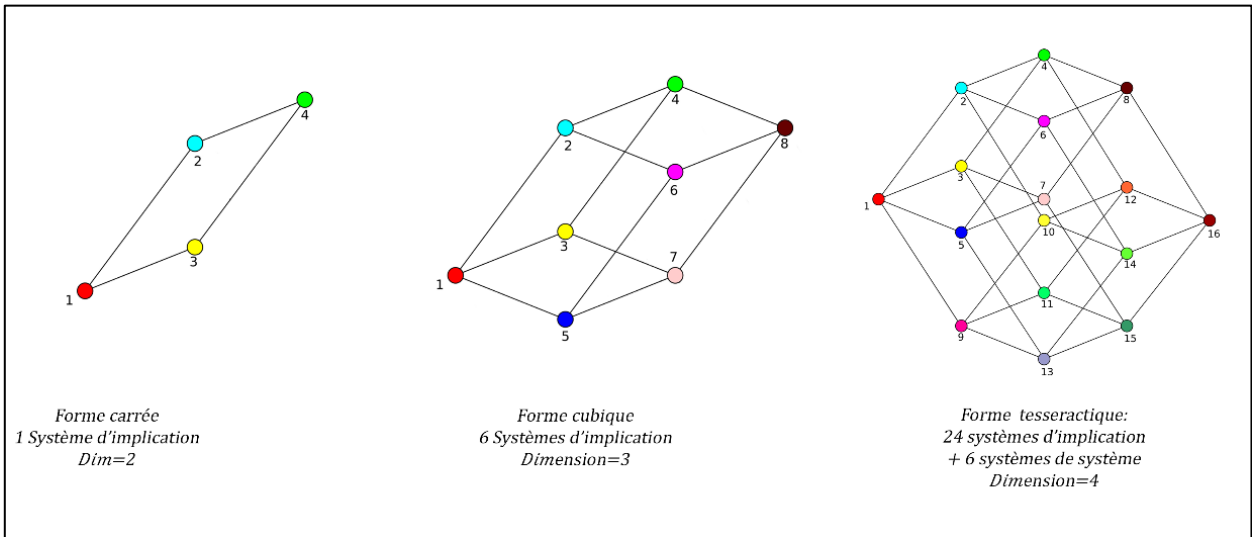 4
2
3
1
4
2
8
6
3
7
1
5
4
2
8
6
3
7
12
1
10
16
5
14
11
9
15
13
Forme carrée
1 Système d'implication
Dim=2
Forme cubique
6 Systèmes d'implication
Dimension=3
Forme tesseractique:
24 systèmes d'implication
+ 6 systèmes de système
Dimension=4